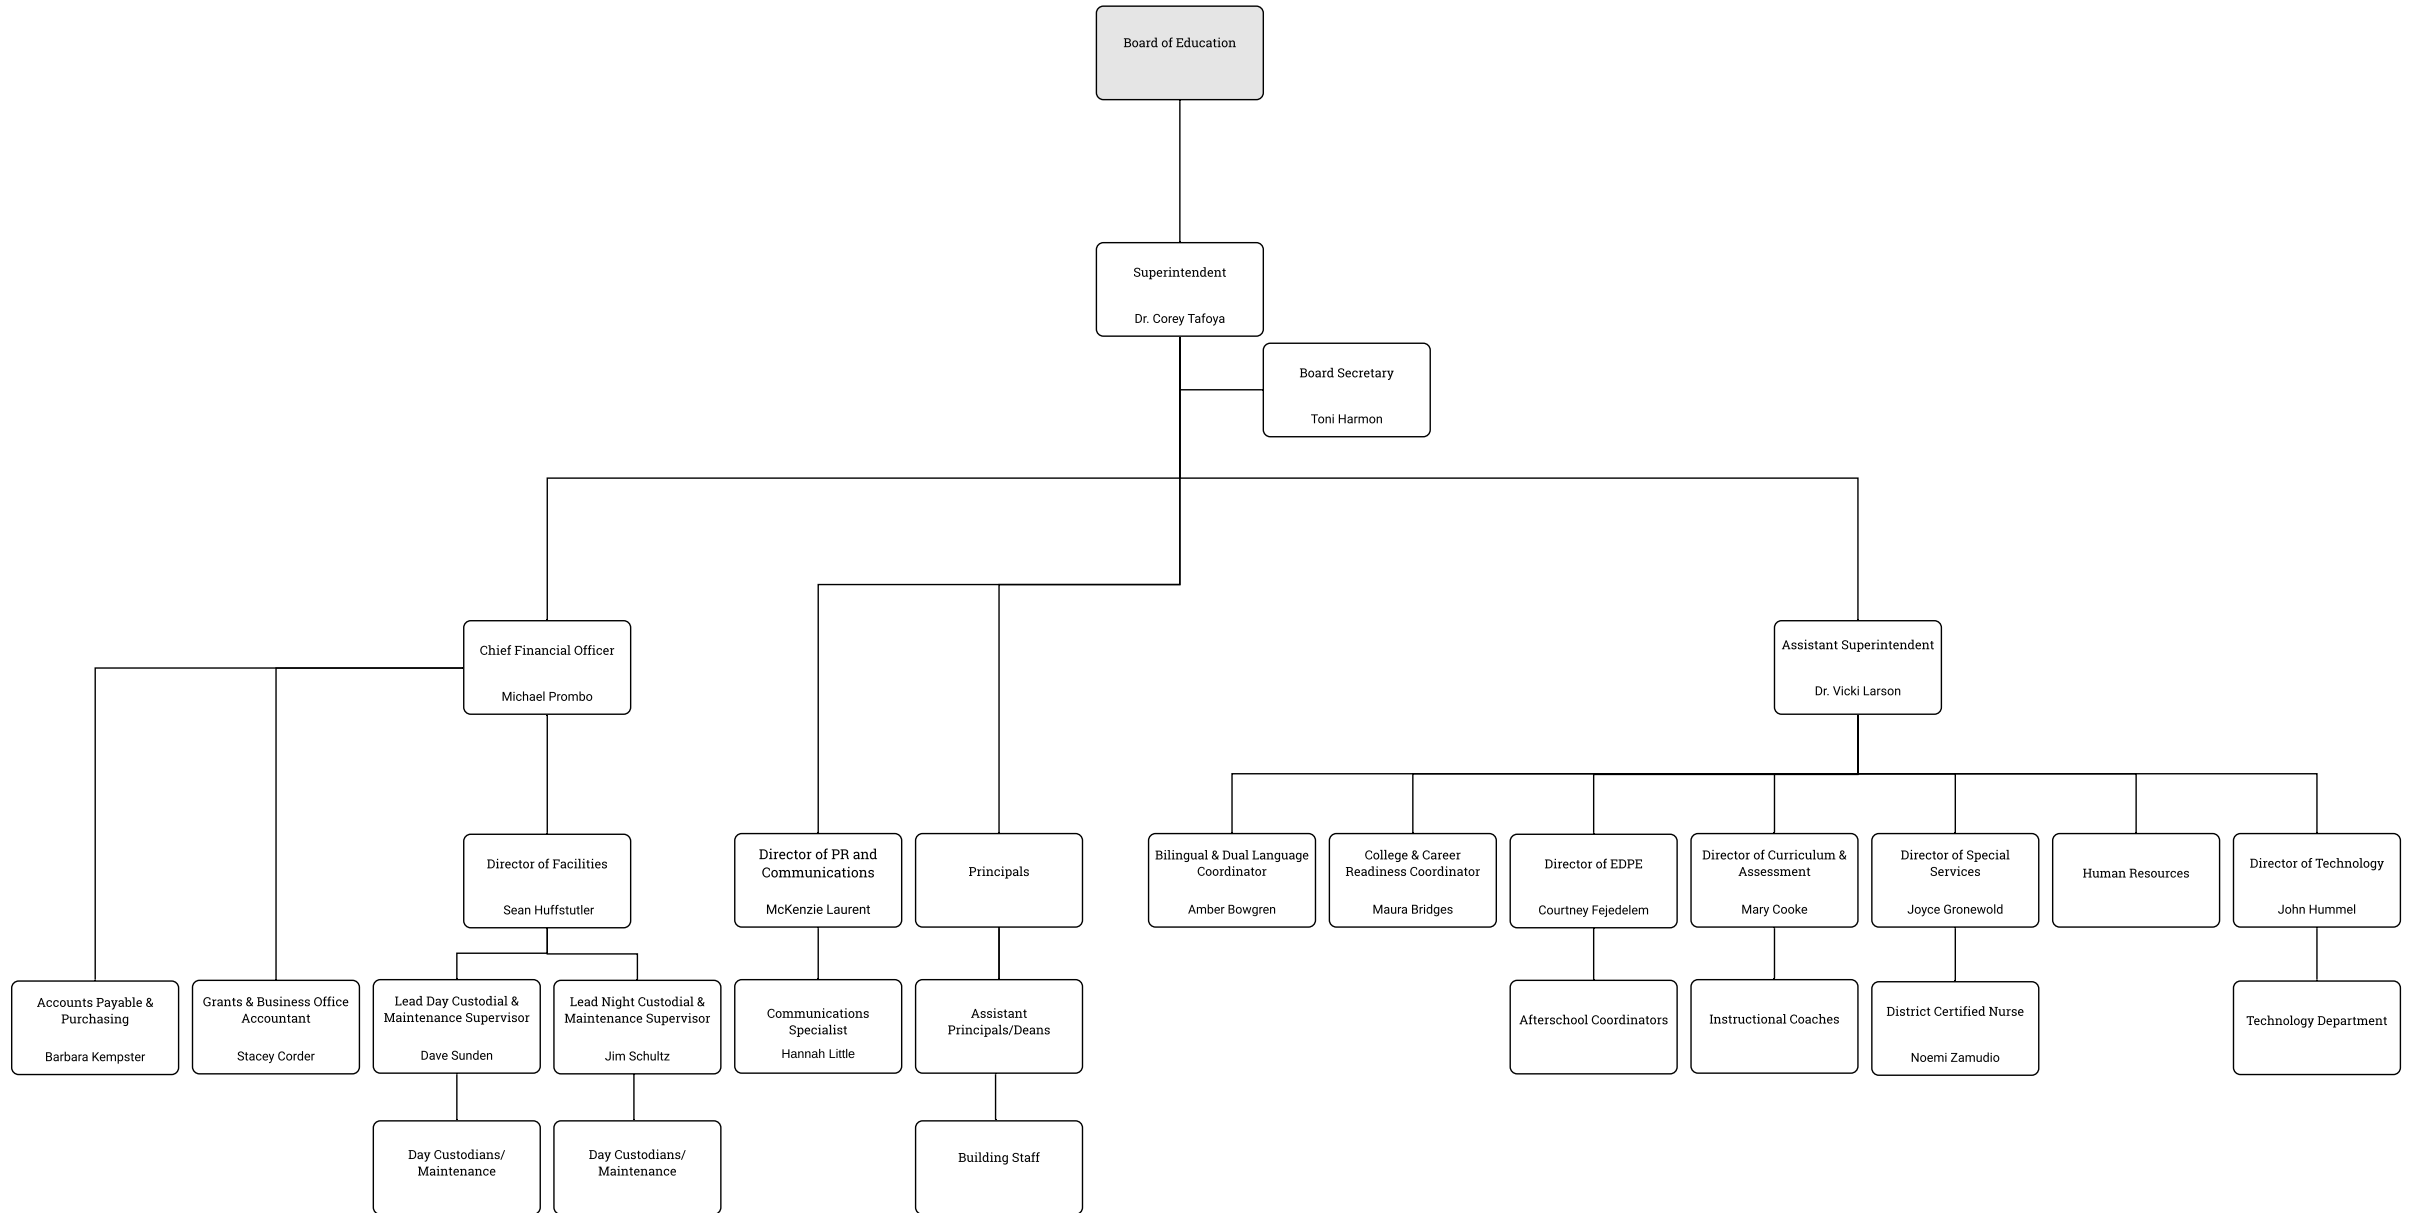 Board of Education
Superintendent
Dr. Corey Tafoya
Board Secretary
Toni Harmon
Chief Financial Officer
Michael Prombo
Assistant Superintendent
Dr. Vicki Larson
Director of Facilities
Sean Huffstutler
Director of PR and
Communications
McKenzie Laurent
Principals
Bilingual & Dual Language
Coordinator
Amber Bowgren
College & Career
Readiness Coordinator
Maura Bridges
Director of EDPE
Courtney Fejedelem
Director of Curriculum &
Assessment
Mary Cooke
Director of Special
Services
Joyce Gronewold
Human Resources
Director of Technology
John Hummel
Accounts Payable &
Purchasing
Barbara Kempster
Grants & Business Office
Accountant
Stacey Corder
Lead Day Custodial &
Maintenance Supervisor
Dave Sunden
Lead Night Custodial &
Maintenance Supervisor
Jim Schultz
Communications
Specialist
Hannah Little
Assistant
Principals/Deans
Afterschool Coordinators
Instructional Coaches
District Certified Nurse
Noemi Zamudio
Technology Department
Day Custodians/
Maintenance
Day Custodians/
Maintenance
Building Staff